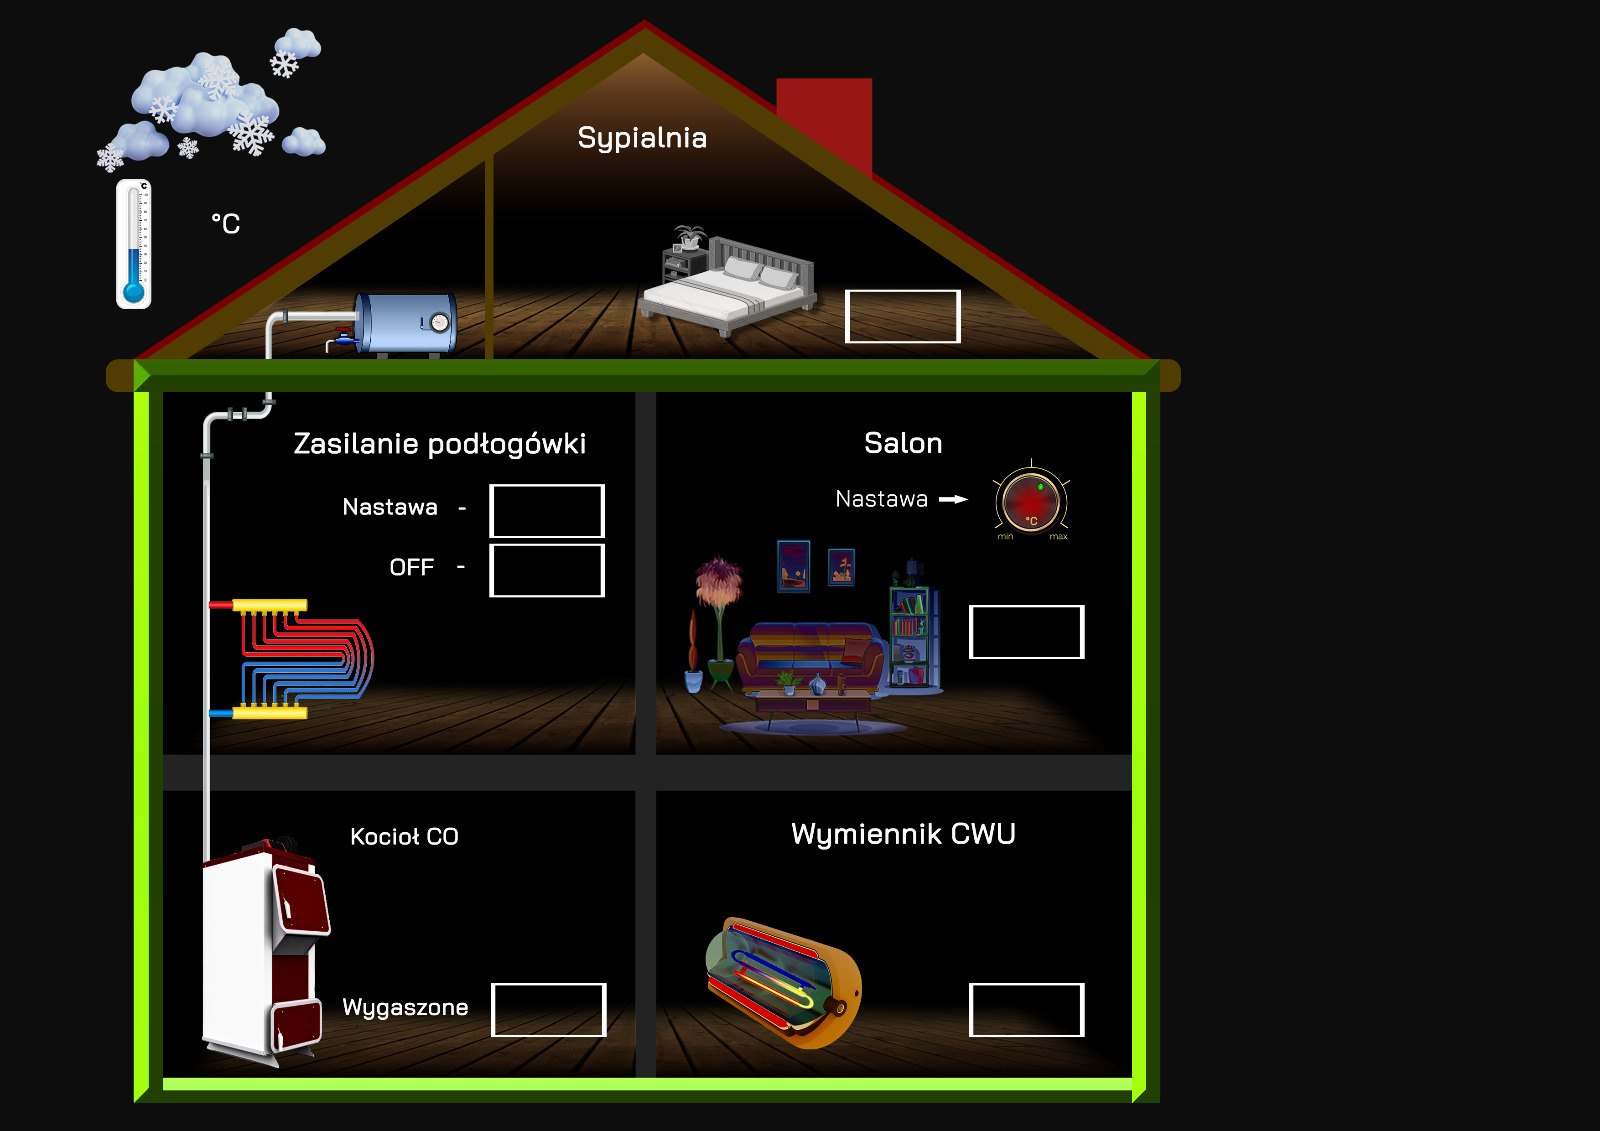 Sypialnia
°C
°C
Zasilanie podłogówki
Salon
Nastawa -
Nastawa
OFF -
°C
min max
Kocioł CO
Wymiennik CWU
Wygaszone